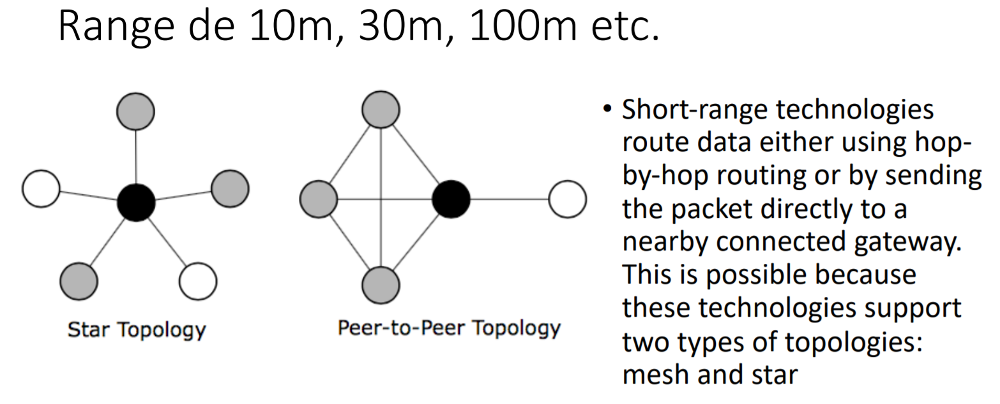 Range de 10m, 30m, 100m etc.
Star Topology
Peer-to-Peer Topology
• Short-range technologies
route data either using hop-
by-hop routing or by sending
the packet directly to a
nearby connected gateway.
This is possible because
these technologies support
two types of topologies:
mesh and star